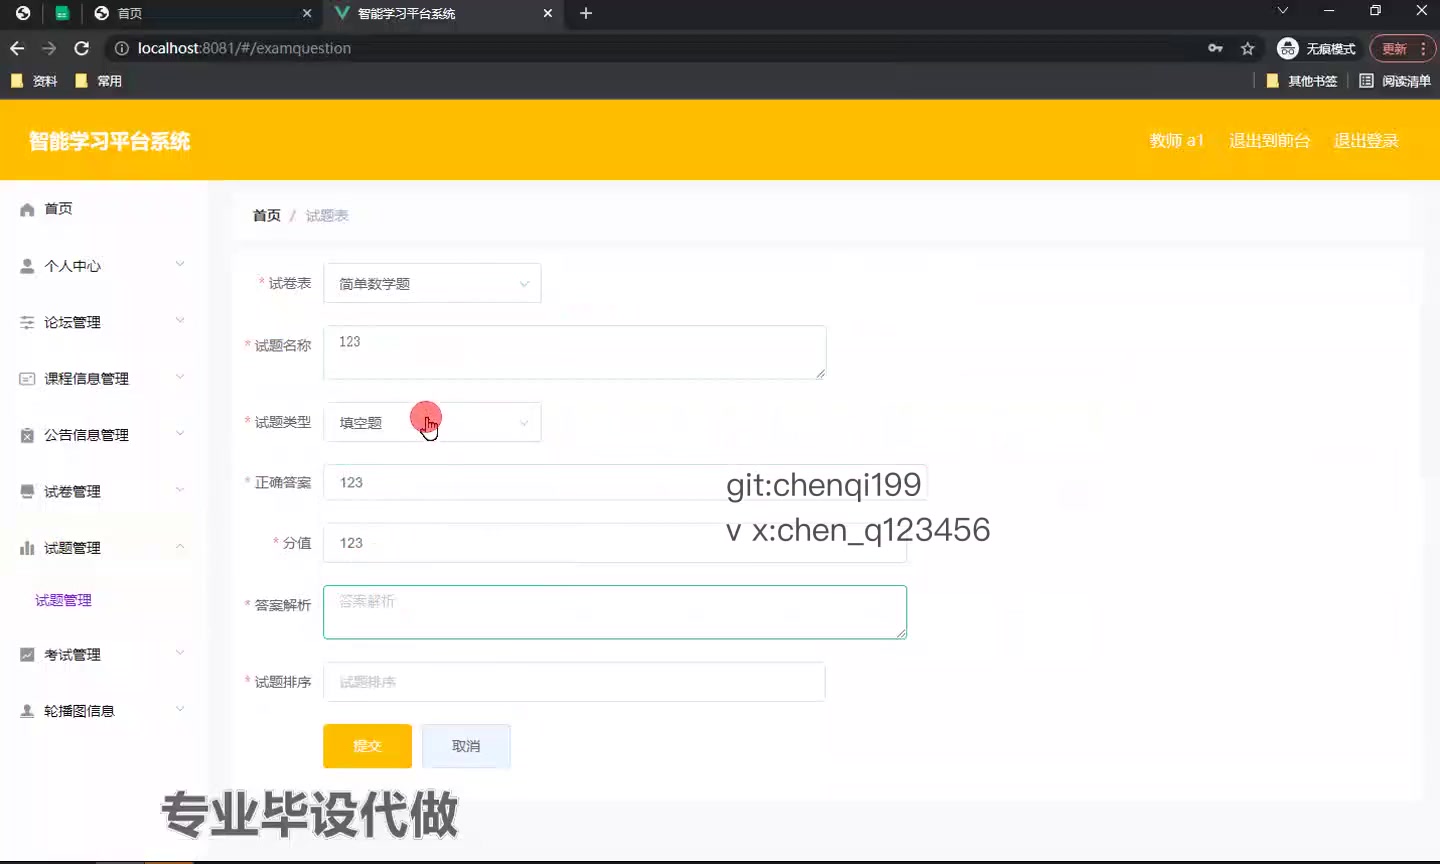 首页
智能学习平台系统
localhost:8081/#/examquestion
无痕模式
更新
资料
常用
其他书签
阅读清单
智能学习平台系统
教师 a1
退出到前台
退出登录
首页
个人中心
论坛管理
课程信息管理
公告信息管理
试卷管理
试题管理
试题管理
考试管理
轮播图信息
首页 / 试题表
* 试卷表
简单数学题
* 试题名称
123
* 试题类型
填空题
* 正确答案
123
* 分值
123
* 答案解析
答案解析
* 试题排序
试题排序
提交
取消
git:chenqi199
v x:chen_q123456
专业毕设代做